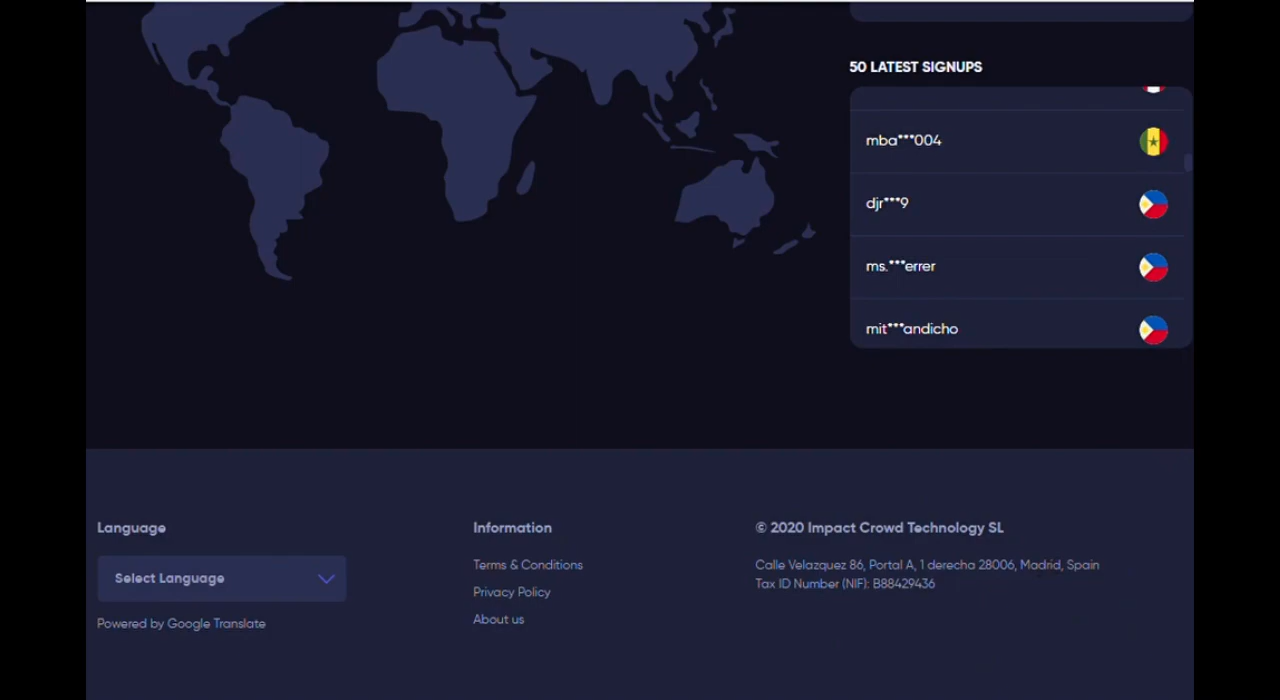 50 LATEST SIGNUPS
mba***004
djr***9
ms.***errer
mit***andicho
Language
Select Language
Powered by Google Translate
Information
Terms & Conditions
Privacy Policy
About us
© 2020 Impact Crowd Technology SL
Calle Velazquez 86, Portal A, 1 derecha 28006, Madrid, Spain
Tax ID Number (NIF): B88429436